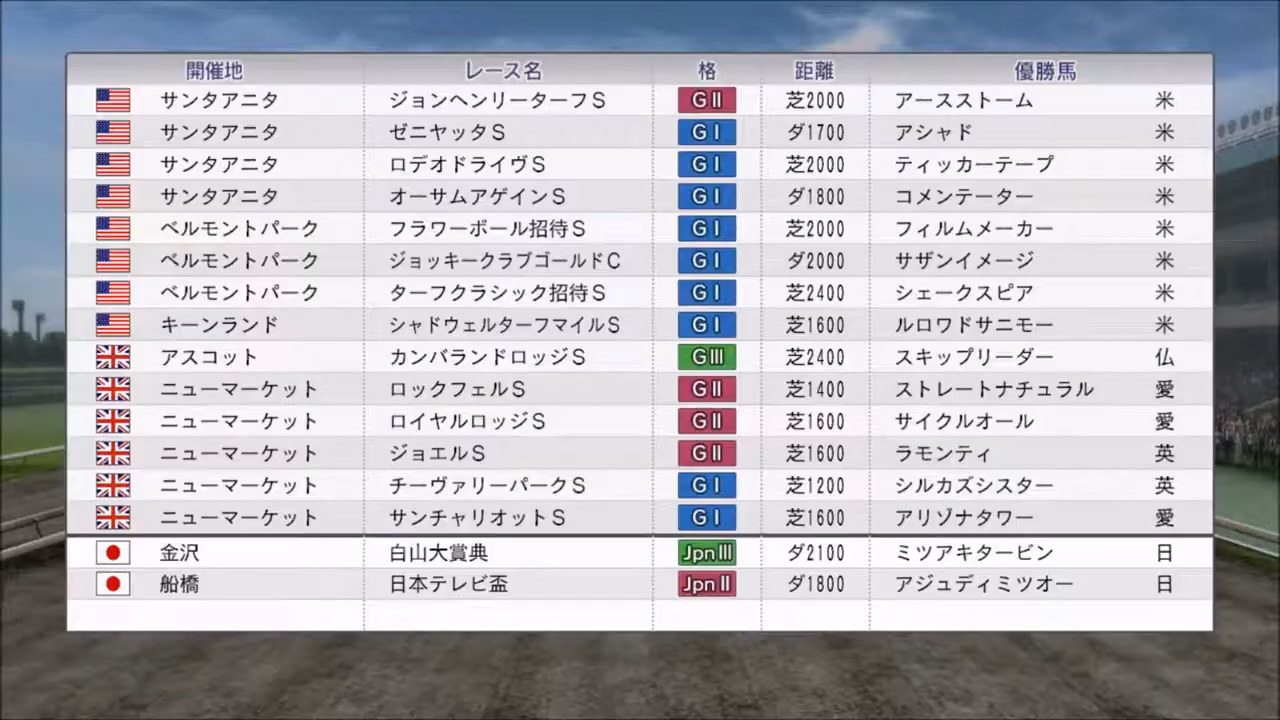 開催地 レース名 格 距離 優勝馬
サンタアニタ ジョンヘンリーターフS GⅡ 芝2000 アースストーム 米
サンタアニタ ゼニヤッタS GⅠ ダ1700 アシャド 米
サンタアニタ ロデオドライヴS GⅠ 芝2000 ティッカーテープ 米
サンタアニタ オーサムアゲインS GⅠ ダ1800 コメンテーター 米
ベルモントパーク フラワーボール招待S GⅠ 芝2000 フィルムメーカー 米
ベルモントパーク ジョッキークラブゴールドC GⅠ ダ2000 サザンイメージ 米
ベルモントパーク ターフクラシック招待S GⅠ 芝2400 シェークスピア 米
キーンランド シャドウェルターフマイルS GⅠ 芝1600 ルロワドサニモー 米
アスコット カンバランドロッジS GⅢ 芝2400 スキップリーダー 仏
ニューマーケット ロックフェルS GⅡ 芝1400 ストレートナチュラル 愛
ニューマーケット ロイヤルロッジS GⅡ 芝1600 サイクルオール 愛
ニューマーケット ジョエルS GⅡ 芝1600 ラモンティ 英
ニューマーケット チーヴァリーパークS GⅠ 芝1200 シルカズシスター 英
ニューマーケット サンチャリオットS GⅠ 芝1600 アリゾナタワー 愛
金沢 白山大賞典 JpnⅢ ダ2100 ミツアキタービン 日
船橋 日本テレビ盃 JpnⅡ ダ1800 アジュディミツオー 日